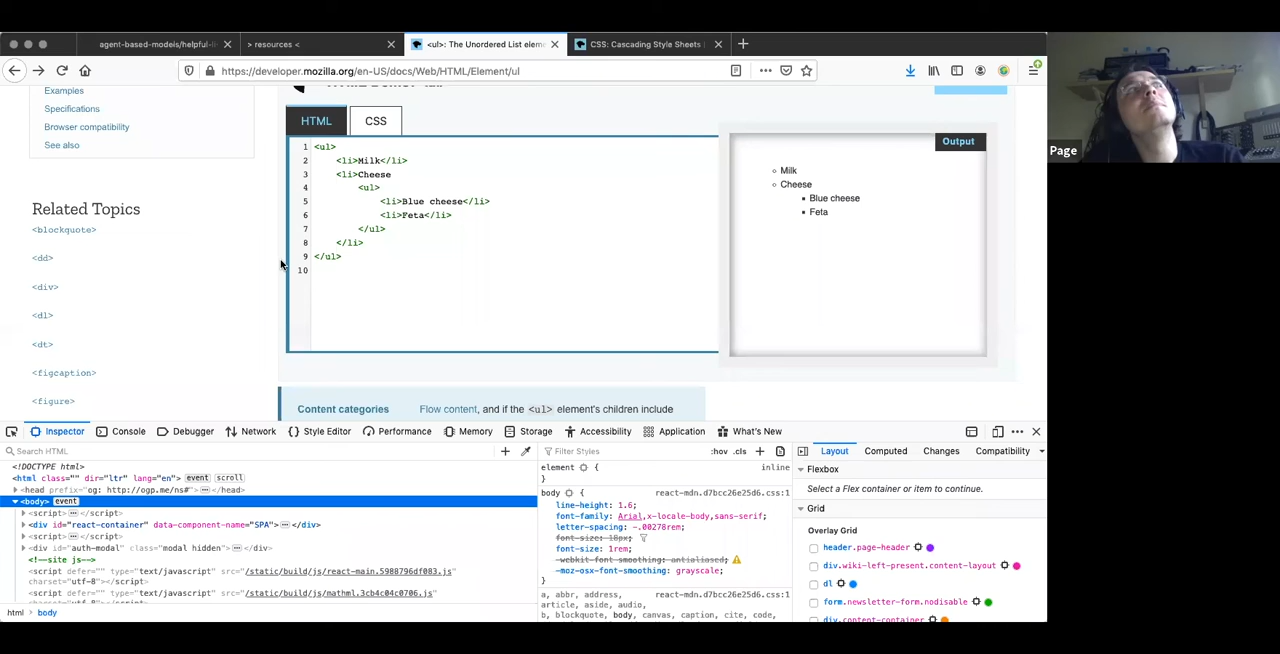 agent-based-models/helpful-li
> resources <
<ul>: The Unordered List elem
CSS: Cascading Style Sheets
https://developer.mozilla.org/en-US/docs/Web/HTML/Element/ul
Examples
Specifications
Browser compatibility
See also
Related Topics
<blockquote>
<dd>
<div>
<dl>
<dt>
<figcaption>
<figure>
HTML CSS
1 <ul>
2 <li>Milk</li>
3 <li>Cheese
4 <ul>
5 <li>Blue cheese</li>
6 <li>Feta</li>
7 </ul>
8 </li>
9 </ul>
10
Output
Milk
Cheese
Blue cheese
Feta
Content categories Flow content, and if the <ul> element's children include
Page
Inspector Console Debugger Network Style Editor Performance Memory Storage Accessibility Application What's New
Search HTML
<!DOCTYPE html>
<html class="" dir="ltr" lang="en"> event scroll
<head prefix="og: http://ogp.me/ns#"></head>
<body> event
<script></script>
<div id="react-container" data-component-name="SPA"></div>
<script></script>
<div id="auth-modal" class="modal hidden"></div>
<!--site js-->
<script defer="" type="text/javascript" src="/static/build/js/react-main.5988796df083.js"
charset="utf-8"></script>
<script defer="" type="text/javascript" src="/static/build/js/mathml.3cb4c04c0706.js"
charset="utf-8"></script>
html > body
Filter Styles :hov .cls
element { inline
}
body { react-mdn.d7bcc26e25d6.css:1
line-height: 1.6;
font-family: Arial,x-locale-body,sans-serif;
letter-spacing: -.00278rem;
font-size: 18px;
font-size: 1rem;
-webkit-font-smoothing: antialiased;
-moz-osx-font-smoothing: grayscale;
}
a, abbr, address, react-mdn.d7bcc26e25d6.css:1
article, aside, audio,
b, blockquote, body, canvas, caption, cite, code,
Layout Computed Changes Compatibility
Flexbox
Select a Flex container or item to continue.
Grid
Overlay Grid
header.page-header
div.wiki-left-present.content-layout
dl
form.newsletter-form.nodisable
div.content-container